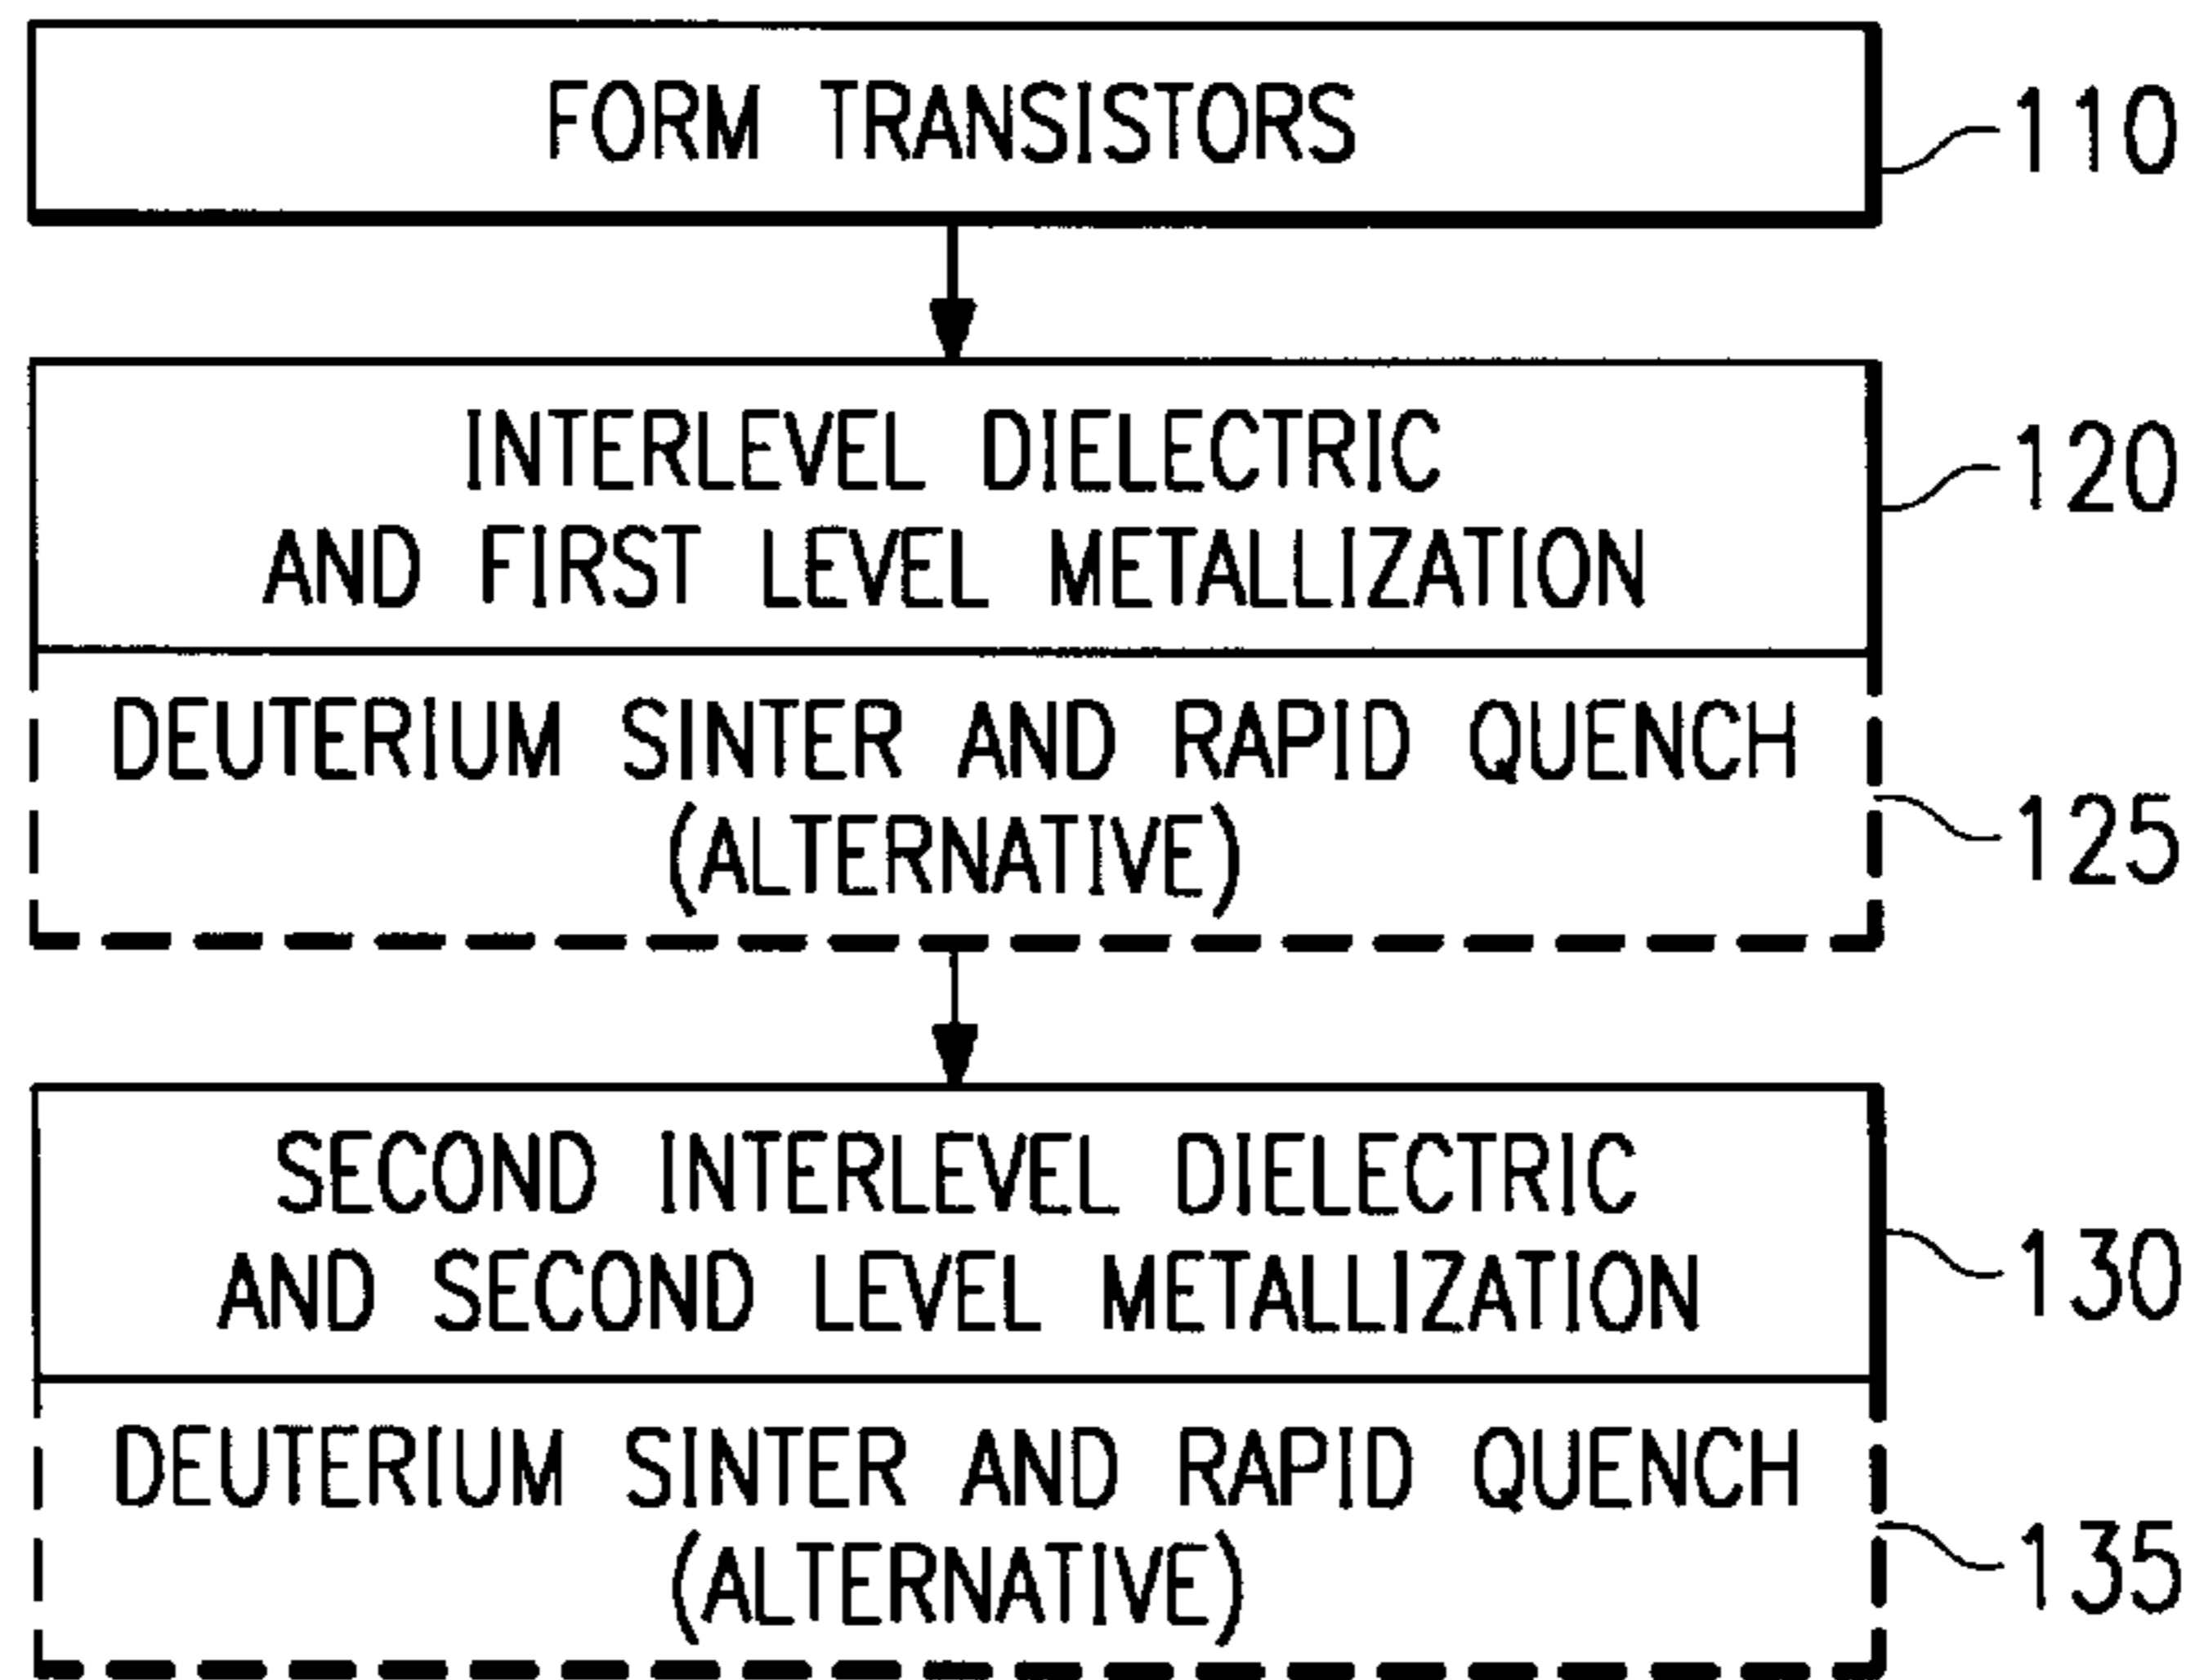 FORM TRANSISTORS
110
INTERLEVEL DIELECTRIC
AND FIRST LEVEL METALLIZATION
120
DEUTERIUM SINTER AND RAPID QUENCH
(ALTERNATIVE)
125
SECOND INTERLEVEL DIELECTRIC
AND SECOND LEVEL METALLIZATION
130
DEUTERIUM SINTER AND RAPID QUENCH
(ALTERNATIVE)
135